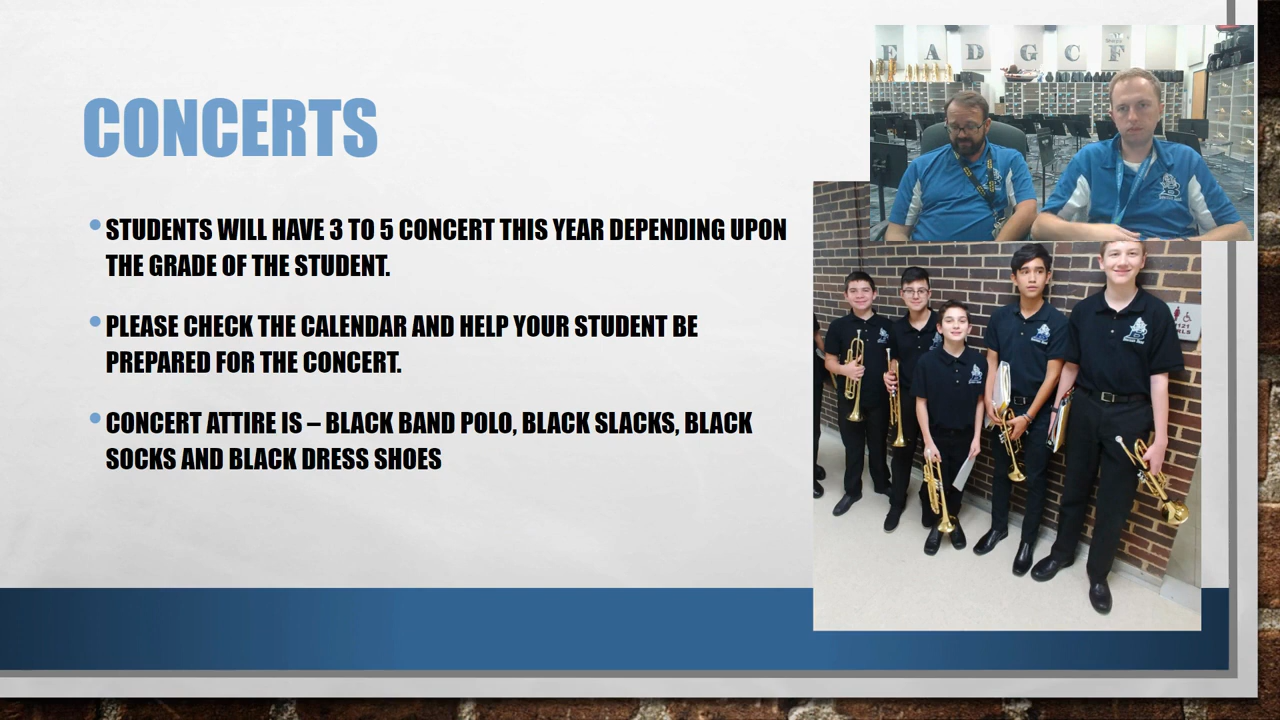 E A D G C F
CONCERTS
STUDENTS WILL HAVE 3 TO 5 CONCERT THIS YEAR DEPENDING UPON
THE GRADE OF THE STUDENT.
PLEASE CHECK THE CALENDAR AND HELP YOUR STUDENT BE
PREPARED FOR THE CONCERT.
CONCERT ATTIRE IS – BLACK BAND POLO, BLACK SLACKS, BLACK
SOCKS AND BLACK DRESS SHOES